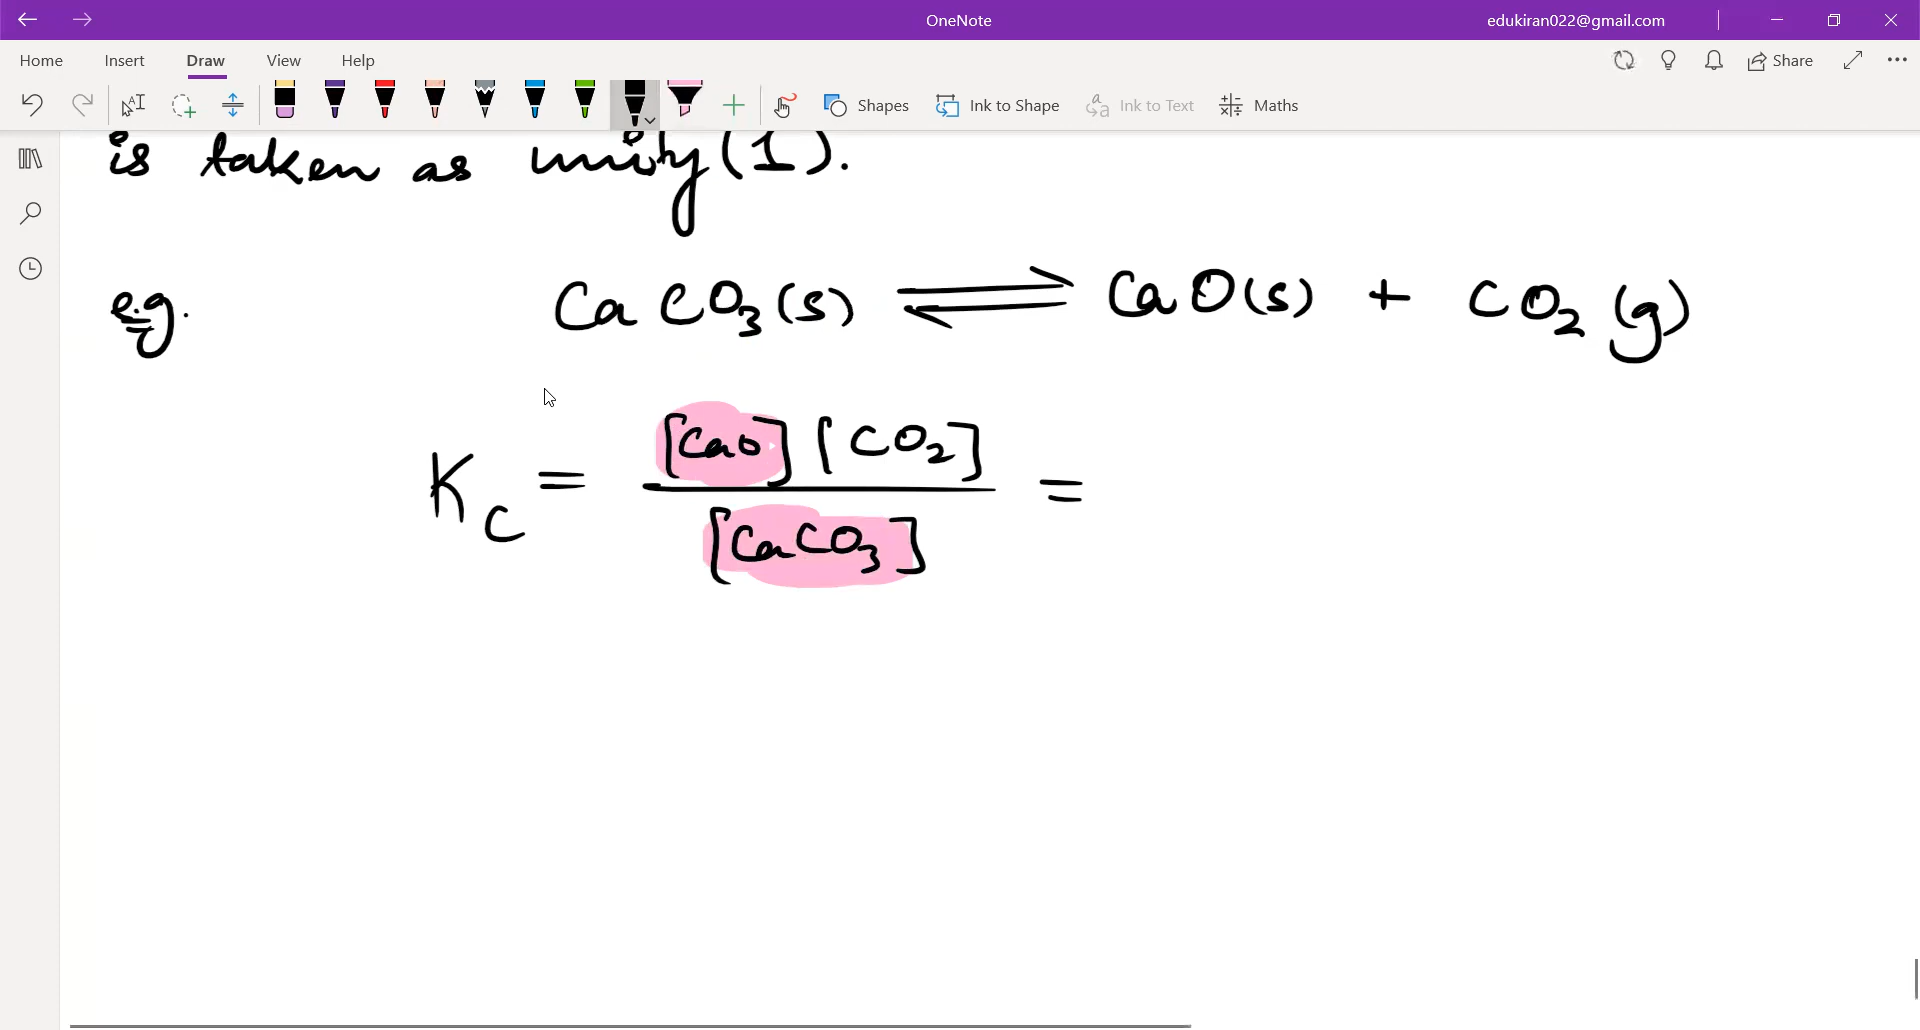 OneNote
edukiran022@gmail.com
Home Insert Draw View Help
Share
Shapes Ink to Shape Ink to Text Maths
is taken as unity (1).
e.g. CaCO₃(s) ⇌ CaO(s) + CO₂(g)
K_c = [CaO] [CO₂] / [CaCO₃] =